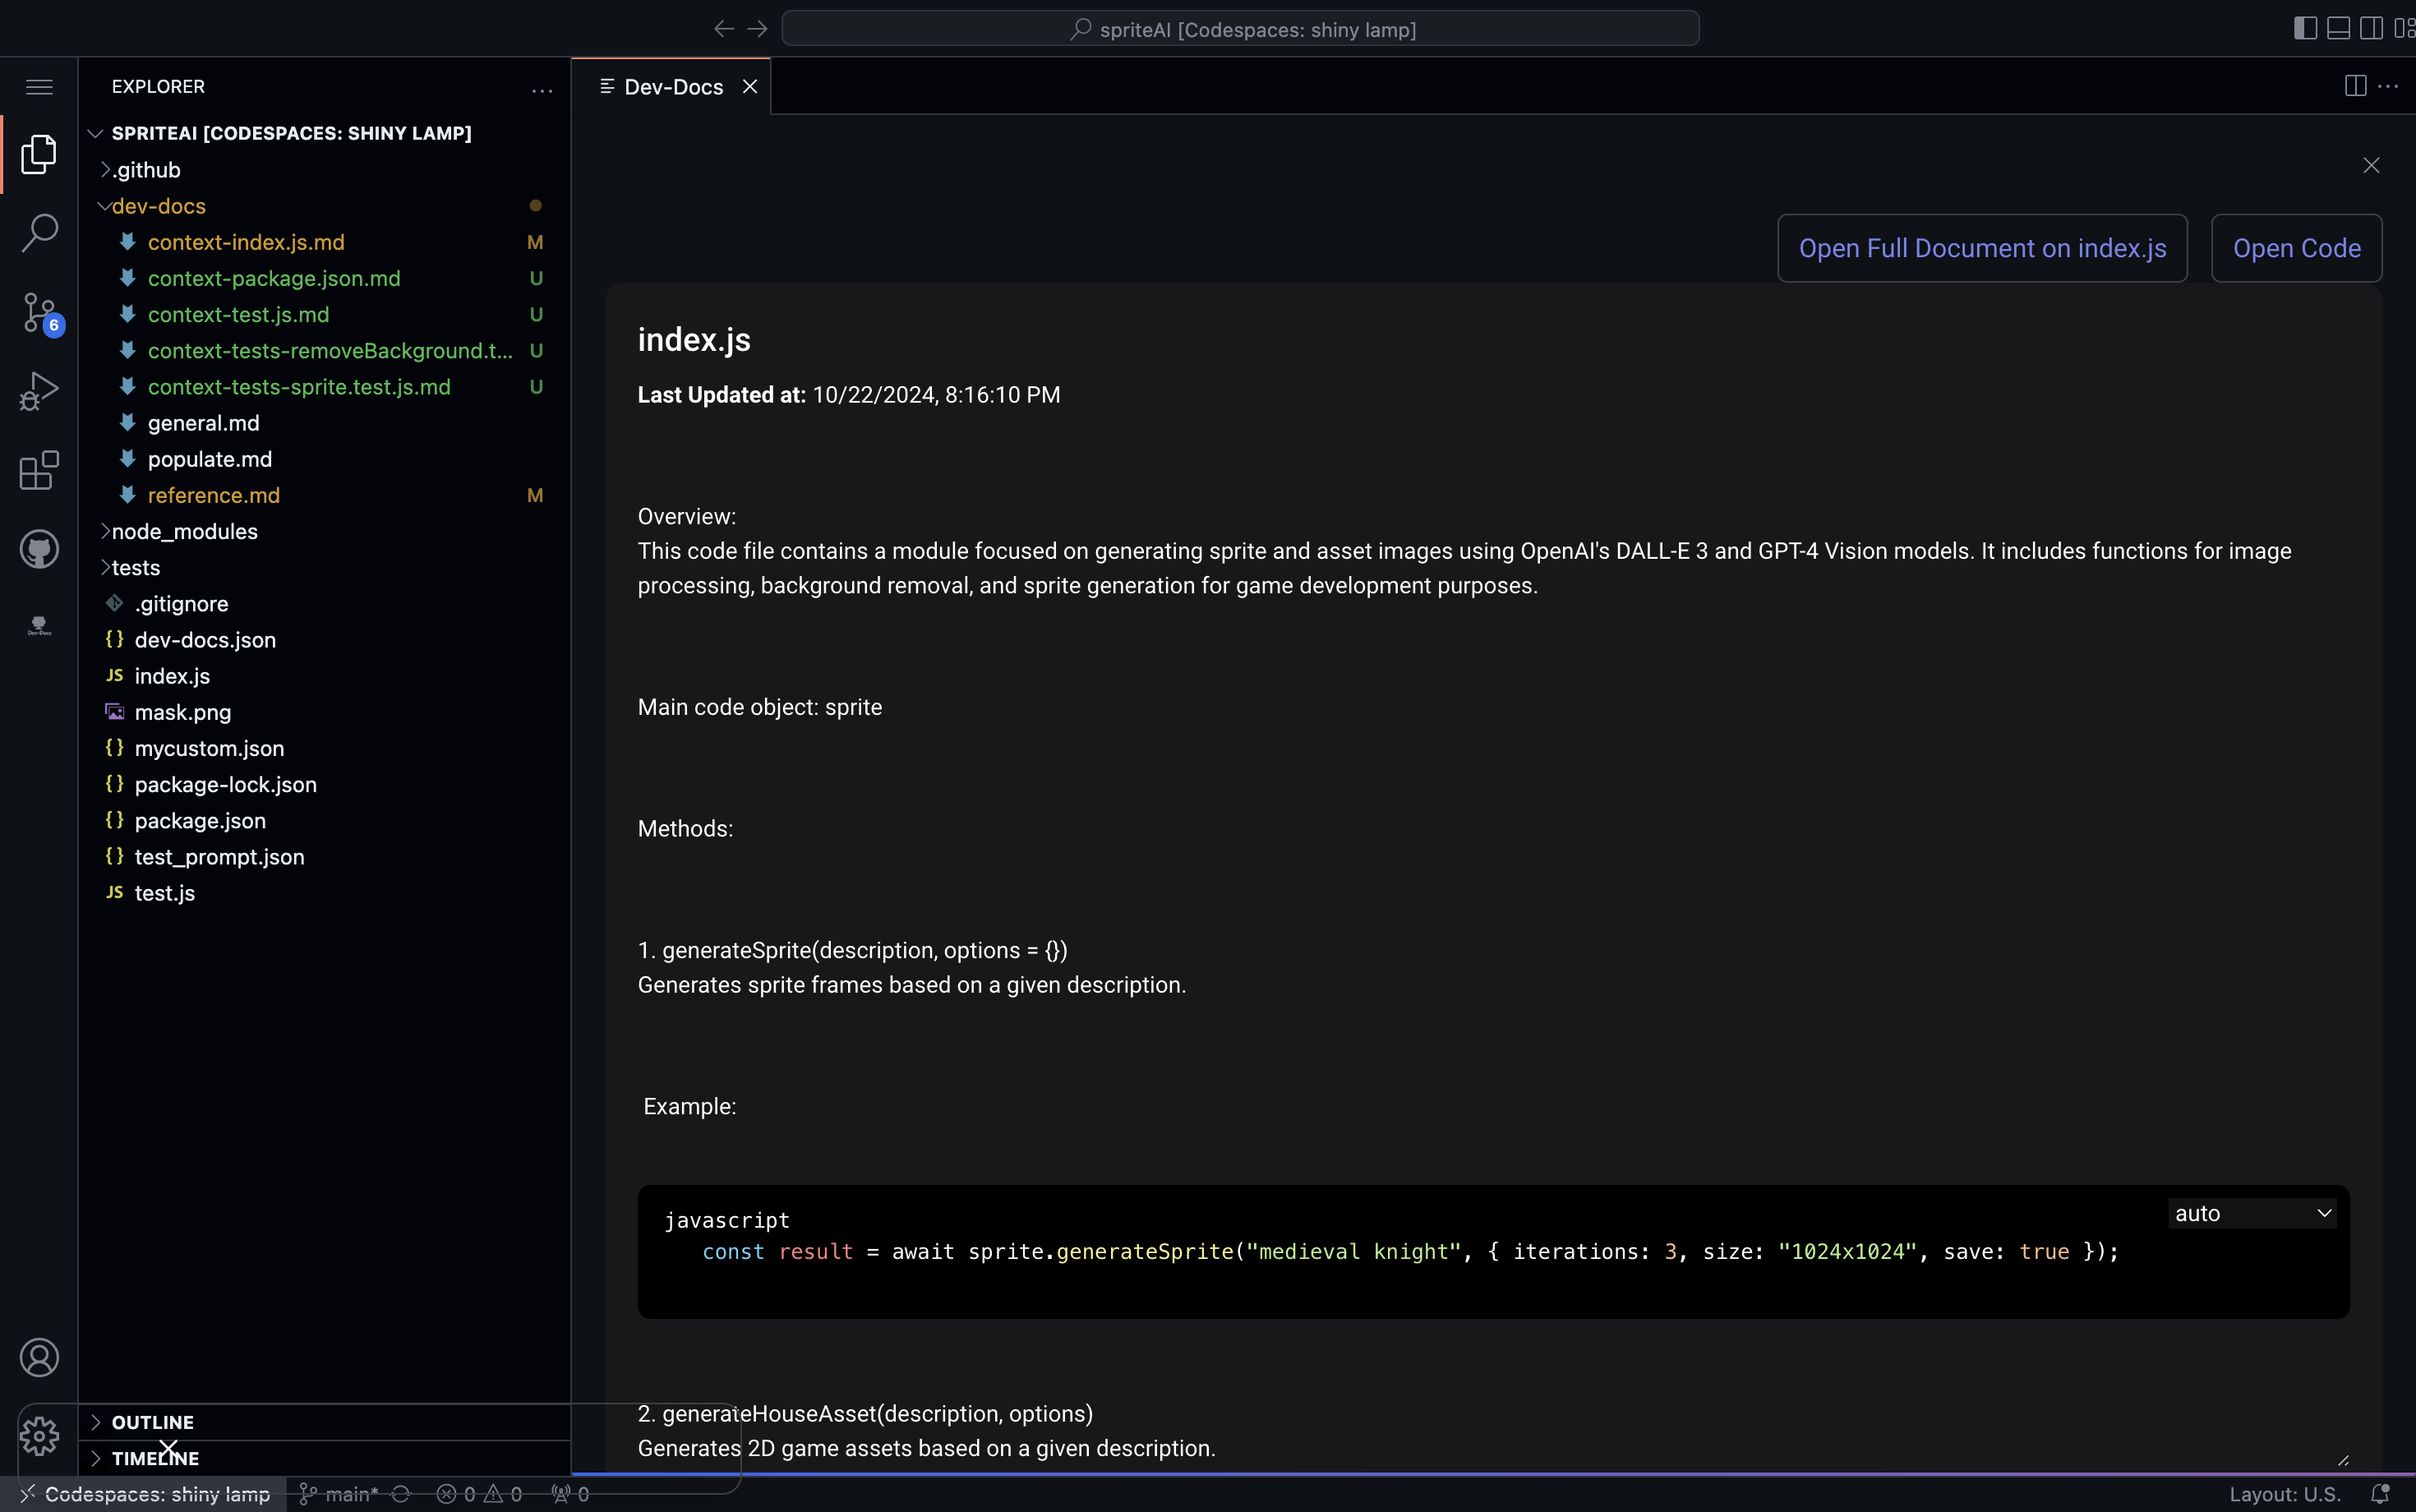 spriteAI [Codespaces: shiny lamp]
EXPLORER
SPRITEAI [CODESPACES: SHINY LAMP]
.github
dev-docs
context-index.js.md M
context-package.json.md U
context-test.js.md U
context-tests-removeBackground.t... U
context-tests-sprite.test.js.md U
general.md
populate.md
reference.md M
node_modules
tests
.gitignore
{} dev-docs.json
JS index.js
mask.png
{} mycustom.json
{} package-lock.json
{} package.json
{} test_prompt.json
JS test.js
OUTLINE
TIMELINE
6
Dev-Docs
Dev-Docs
Open Full Document on index.js
Open Code
index.js
Last Updated at: 10/22/2024, 8:16:10 PM
Overview:
This code file contains a module focused on generating sprite and asset images using OpenAI's DALL-E 3 and GPT-4 Vision models. It includes functions for image
processing, background removal, and sprite generation for game development purposes.
Main code object: sprite
Methods:
1. generateSprite(description, options = {})
Generates sprite frames based on a given description.
Example:
auto
javascript
const result = await sprite.generateSprite("medieval knight", { iterations: 3, size: "1024x1024", save: true });
2. generateHouseAsset(description, options)
Generates 2D game assets based on a given description.
Codespaces: shiny lamp main* 0 0 0 Layout: U.S.